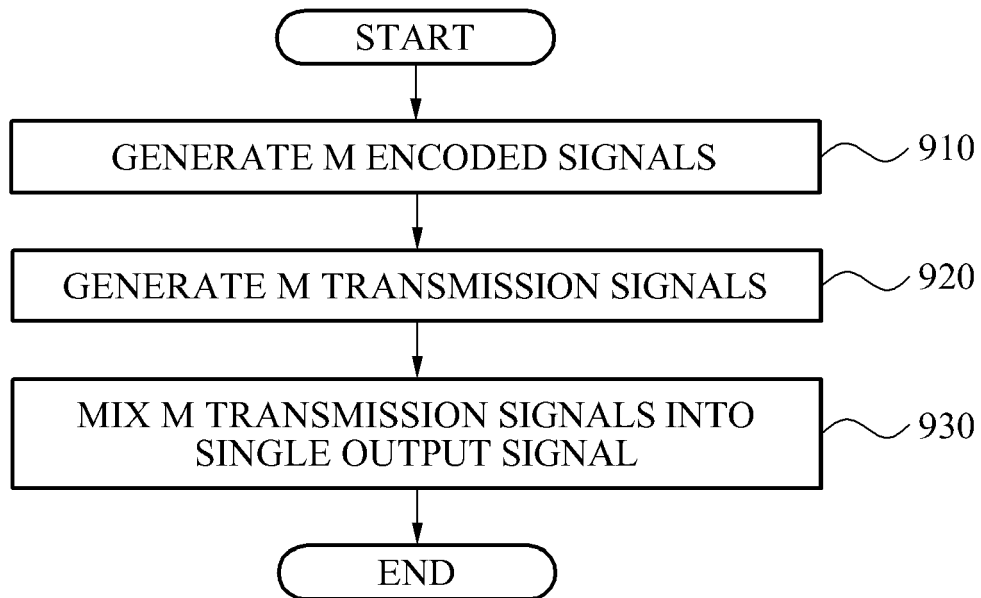 START
GENERATE M ENCODED SIGNALS
910
GENERATE M TRANSMISSION SIGNALS
920
MIX M TRANSMISSION SIGNALS INTO
SINGLE OUTPUT SIGNAL
930
END